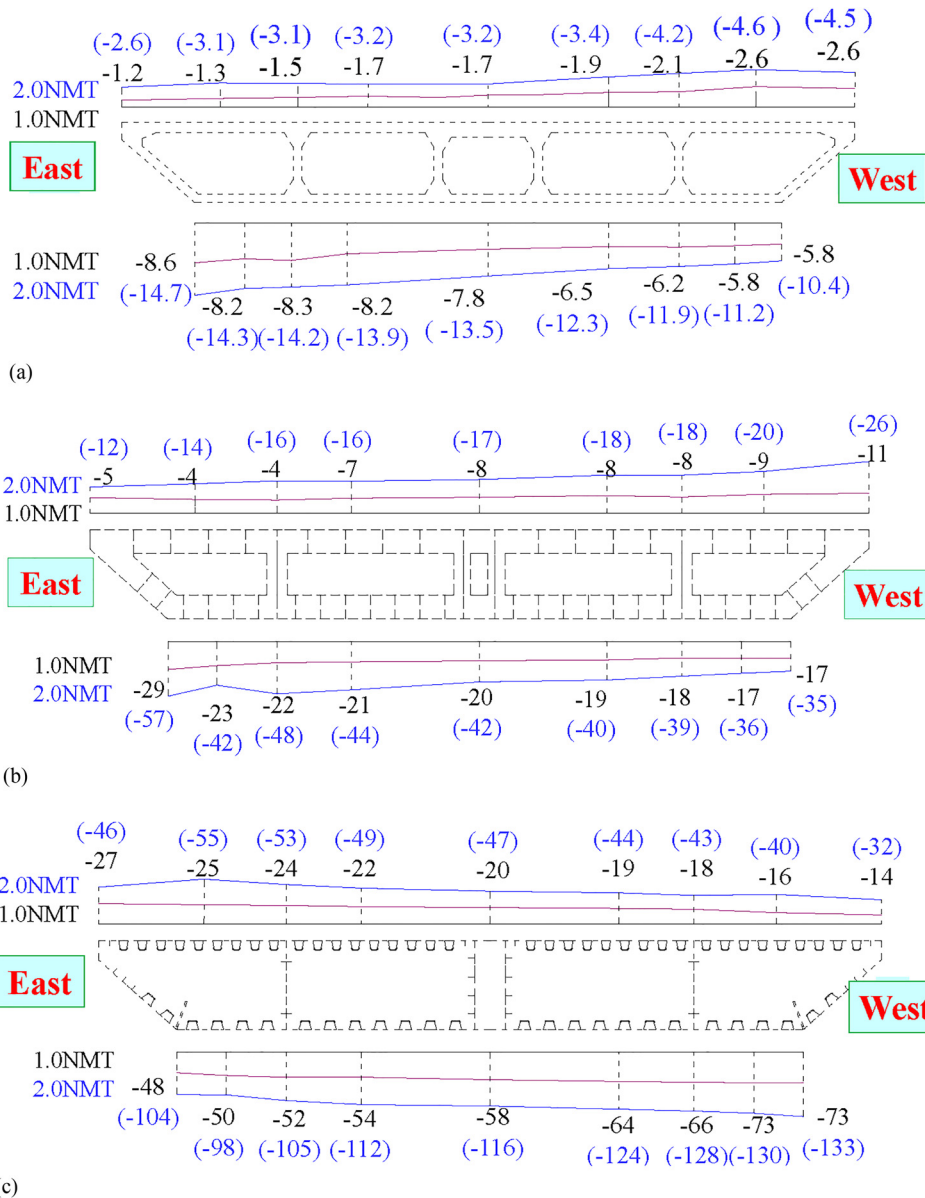 (-2.6) (-3.1) (-3.1) (-3.2) (-3.2) (-3.4) (-4.2) (-4.6) (-4.5)
-1.2 -1.3 -1.5 -1.7 -1.7 -1.9 -2.1 -2.6 -2.6
2.0NMT
1.0NMT
East
West
1.0NMT -8.6 -5.8
2.0NMT (-14.7) (-10.4)
-8.2 -8.3 -8.2 -7.8 -6.5 -6.2 -5.8
(-14.3) (-14.2) (-13.9) (-13.5) (-12.3) (-11.9) (-11.2)
(a)
(-12) (-14) (-16) (-16) (-17) (-18) (-18) (-20) (-26)
-5 -4 -4 -7 -8 -8 -8 -9 -11
2.0NMT
1.0NMT
East
West
1.0NMT
2.0NMT -29 -17
(-57) (-35)
-23 -22 -21 -20 -19 -18 -17
(-42) (-48) (-44) (-42) (-40) (-39) (-36)
(b)
(-46) (-55) (-53) (-49) (-47) (-44) (-43) (-40) (-32)
-27 -25 -24 -22 -20 -19 -18 -16 -14
2.0NMT
1.0NMT
East
West
1.0NMT
2.0NMT -48 -73
(-104) (-133)
-50 -52 -54 -58 -64 -66 -73
(-98) (-105) (-112) (-116) (-124) (-128) (-130)
(c)